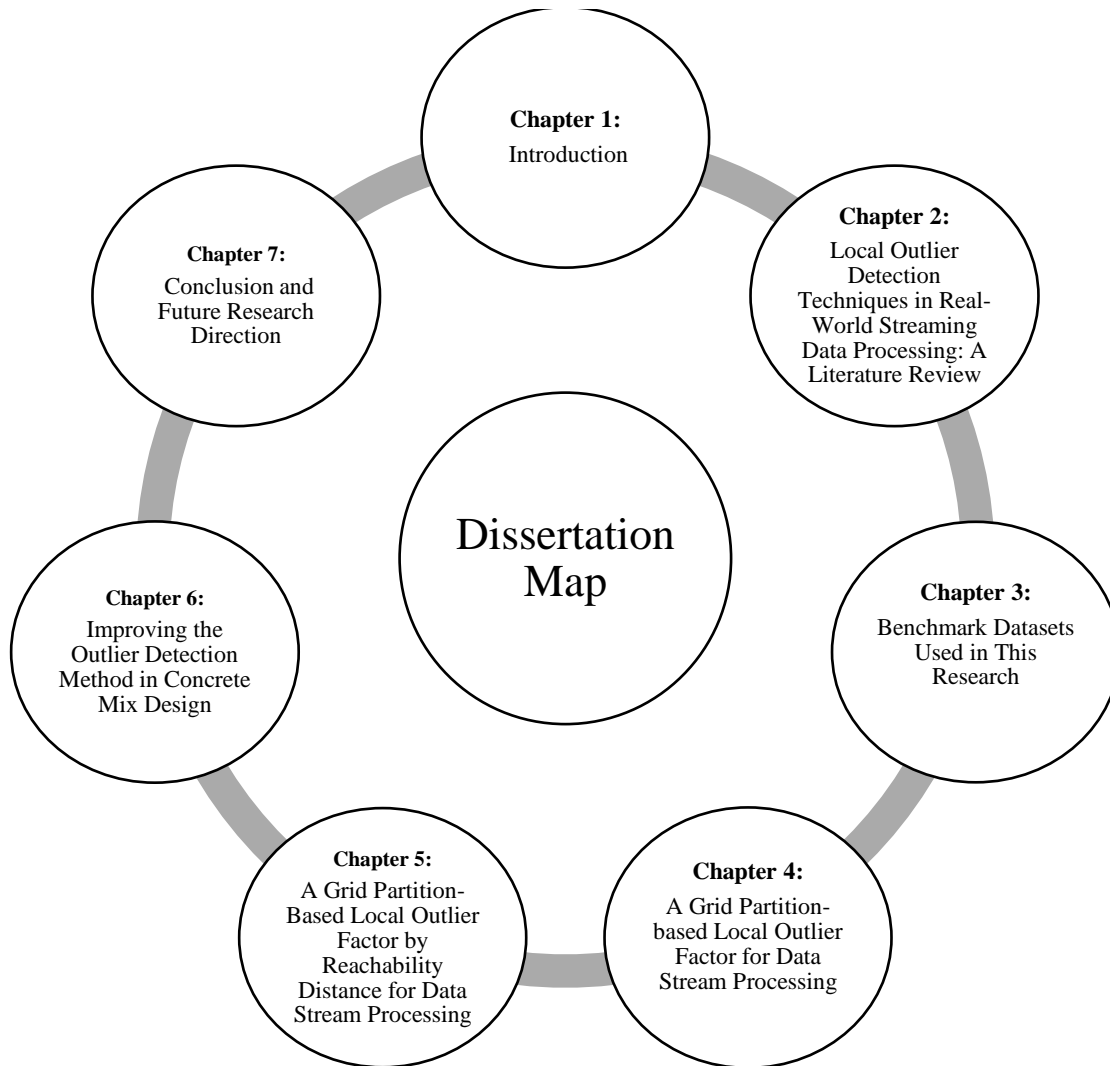 Chapter 1:
Introduction
Chapter 2:
Local Outlier
Detection
Techniques in Real-
World Streaming
Data Processing: A
Literature Review
Chapter 3:
Benchmark Datasets
Used in This
Research
Chapter 4:
A Grid Partition-
based Local Outlier
Factor for Data
Stream Processing
Chapter 5:
A Grid Partition-
Based Local Outlier
Factor by
Reachability
Distance for Data
Stream Processing
Chapter 6:
Improving the
Outlier Detection
Method in Concrete
Mix Design
Chapter 7:
Conclusion and
Future Research
Direction
Dissertation
Map